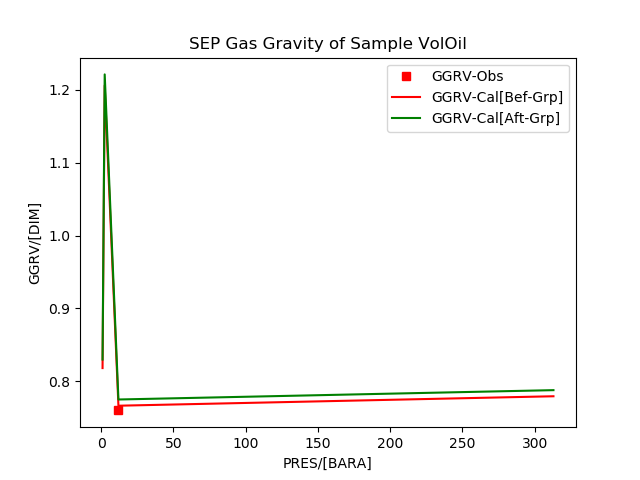 SEP Gas Gravity of Sample VolOil
GGRV-Obs
GGRV-Cal[Bef-Grp]
GGRV-Cal[Aft-Grp]
1.2
1.1
1.0
0.9
0.8
GGRV/[DIM]
0 50 100 150 200 250 300
PRES/[BARA]